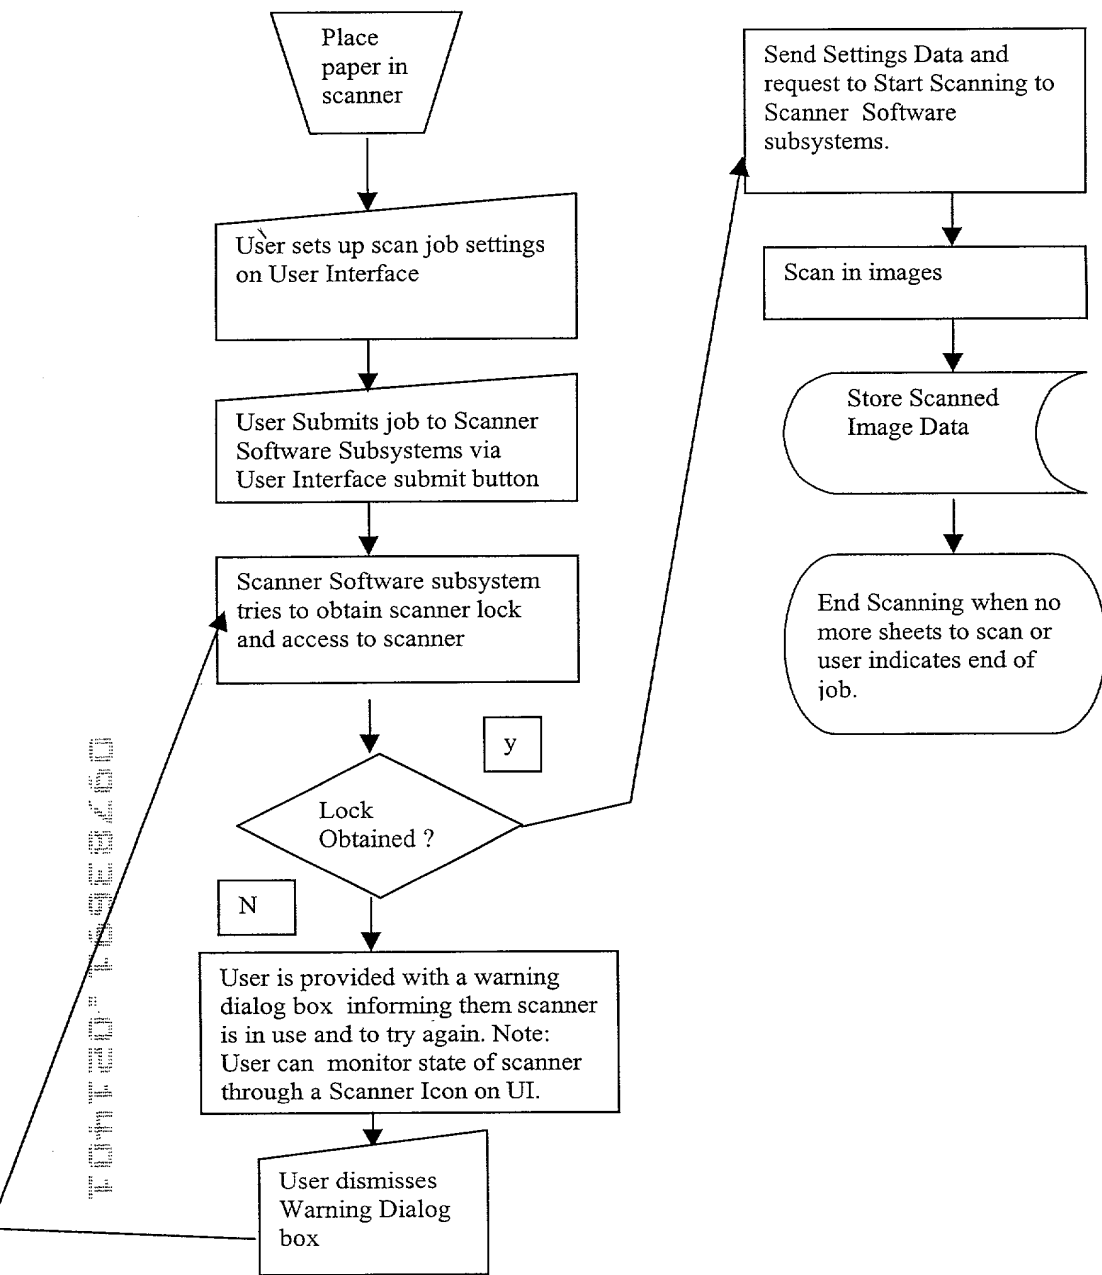 Place
paper in
scanner
User sets up scan job settings
on User Interface
User Submits job to Scanner
Software Subsystems via
User Interface submit button
Scanner Software subsystem
tries to obtain scanner lock
and access to scanner
y
Lock
Obtained ?
N
User is provided with a warning
dialog box informing them scanner
is in use and to try again. Note:
User can monitor state of scanner
through a Scanner Icon on UI.
User dismisses
Warning Dialog
box
Send Settings Data and
request to Start Scanning to
Scanner Software
subsystems.
Scan in images
Store Scanned
Image Data
End Scanning when no
more sheets to scan or
user indicates end of
job.